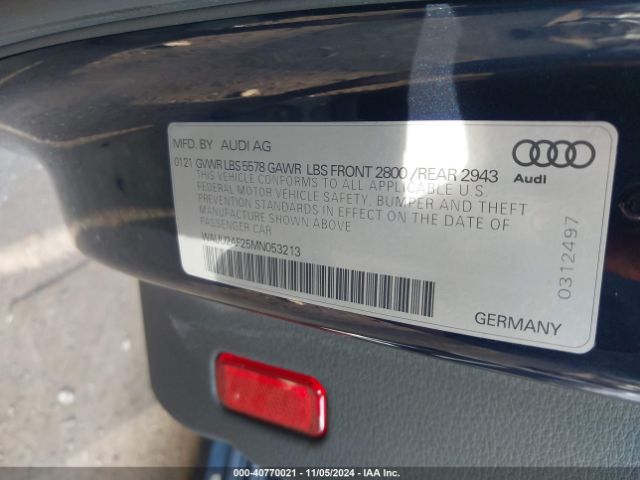 MFD. BY AUDI AG
0121 GVWR LBS 5578 GAWR LBS FRONT 2800 /REAR 2943
THIS VEHICLE CONFORMS TO ALL APPLICABLE U.S.
FEDERAL MOTOR VEHICLE SAFETY, BUMPER AND THEFT
PREVENTION STANDARDS IN EFFECT ON THE DATE OF
MANUFACTURE SHOWN ABOVE
PASSENGER CAR
WAUU2AF25MN053213
Audi
0312497
GERMANY
000-40770021 - 11/05/2024 - IAA Inc.